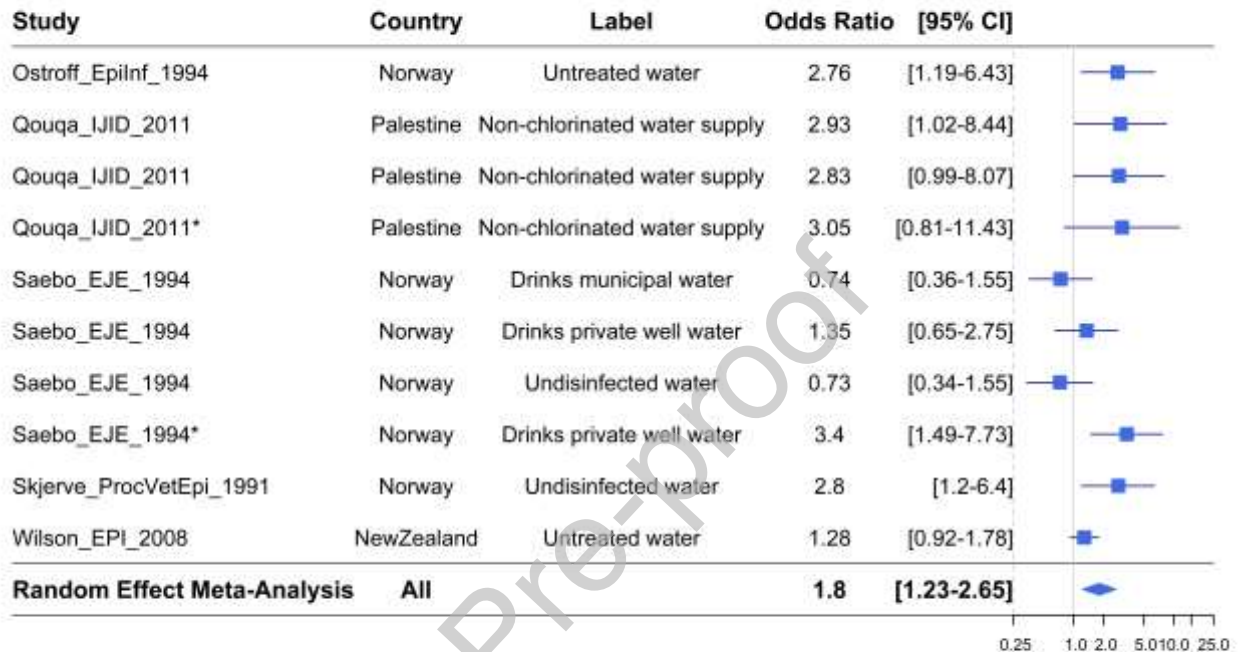 Study Country Label Odds Ratio [95% CI]
Ostroff_EpiInf_1994 Norway Untreated water 2.76 [1.19-6.43]
Qouqa_IJID_2011 Palestine Non-chlorinated water supply 2.93 [1.02-8.44]
Qouqa_IJID_2011 Palestine Non-chlorinated water supply 2.83 [0.99-8.07]
Qouqa_IJID_2011* Palestine Non-chlorinated water supply 3.05 [0.81-11.43]
Saebo_EJE_1994 Norway Drinks municipal water 0.74 [0.36-1.55]
Saebo_EJE_1994 Norway Drinks private well water 1.35 [0.65-2.75]
Saebo_EJE_1994 Norway Undisinfected water 0.73 [0.34-1.55]
Saebo_EJE_1994* Norway Drinks private well water 3.4 [1.49-7.73]
Skjerve_ProcVetEpi_1991 Norway Undisinfected water 2.8 [1.2-6.4]
Wilson_EPI_2008 NewZealand Untreated water 1.28 [0.92-1.78]
Random Effect Meta-Analysis All 1.8 [1.23-2.65]
0.25 1.0 2.0 5.0 10.0 25.0
Pre-proof